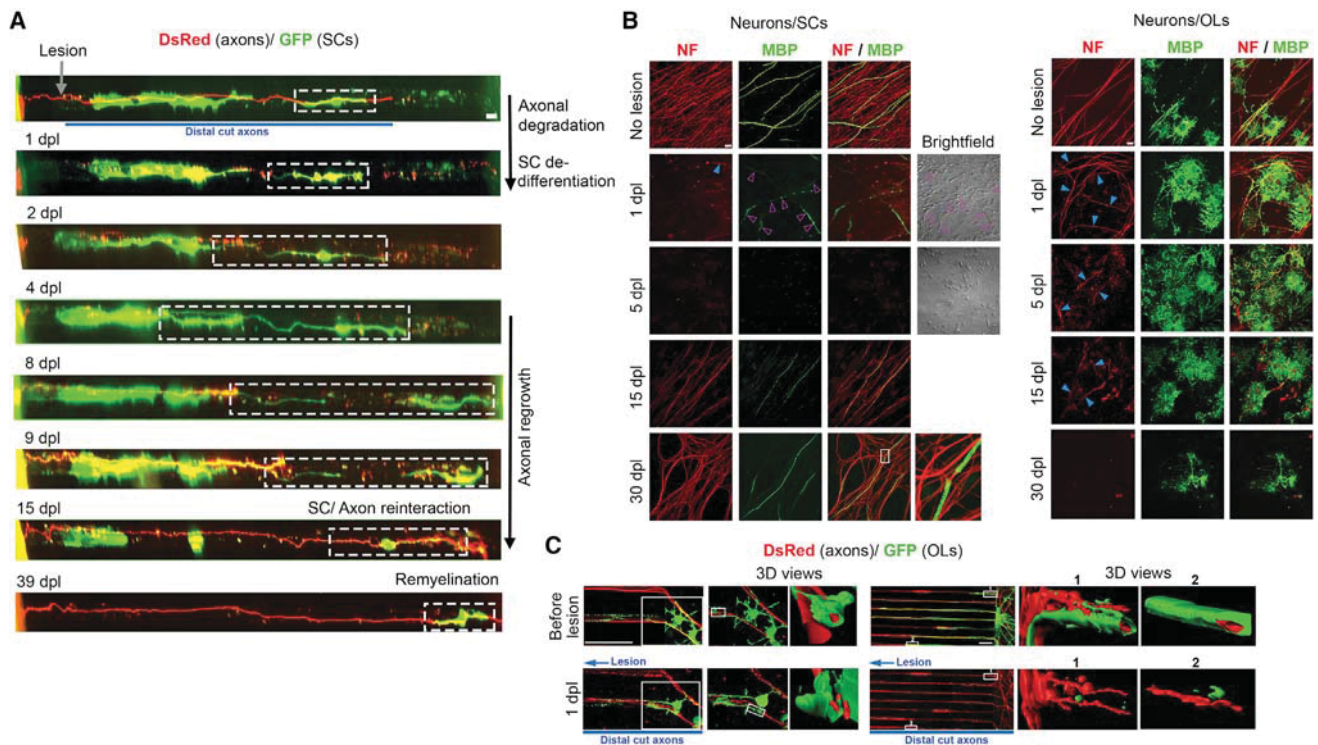 A
DsRed (axons)/ GFP (SCs)
Lesion
Distal cut axons
Axonal
degradation
1 dpl
SC de-
differentiation
2 dpl
4 dpl
8 dpl
Axonal regrowth
9 dpl
15 dpl
SC/ Axon reinteraction
39 dpl
Remyelination
B
Neurons/SCs
NF
MBP
NF / MBP
No lesion
Brightfield
1 dpl
5 dpl
15 dpl
30 dpl
Neurons/OLs
NF
MBP
NF / MBP
No lesion
1 dpl
5 dpl
15 dpl
30 dpl
C
DsRed (axons)/ GFP (OLs)
3D views
3D views
1
2
Before
lesion
Lesion
Lesion
1
2
1 dpl
Distal cut axons
Distal cut axons